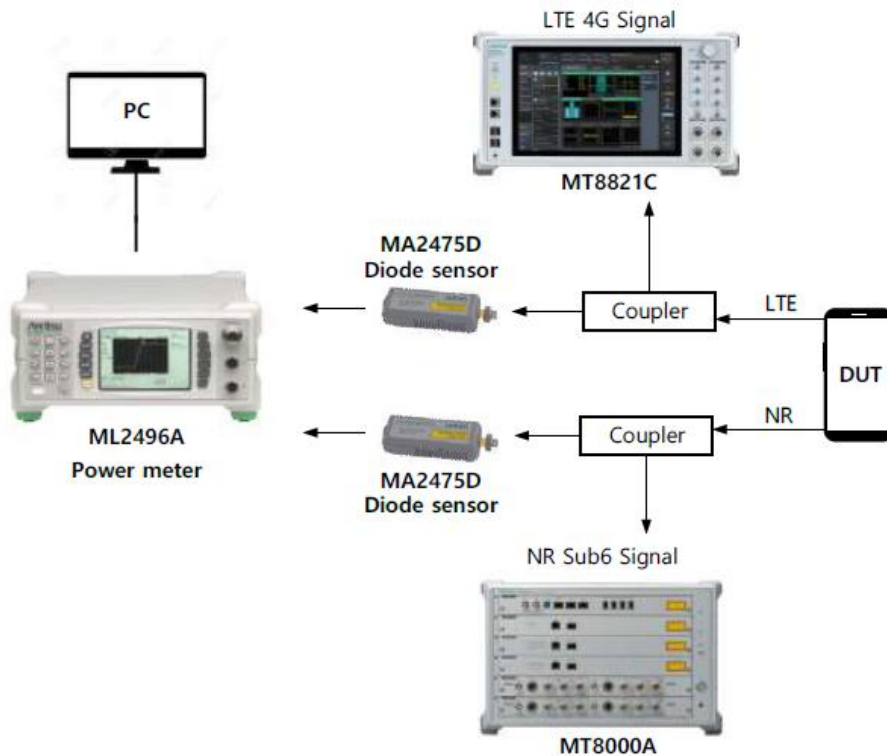 LTE 4G Signal
PC
MT8821C
MA2475D
Diode sensor
Coupler
LTE
DUT
Anritsu
ML2496A
Power meter
Coupler
NR
MA2475D
Diode sensor
NR Sub6 Signal
MT8000A